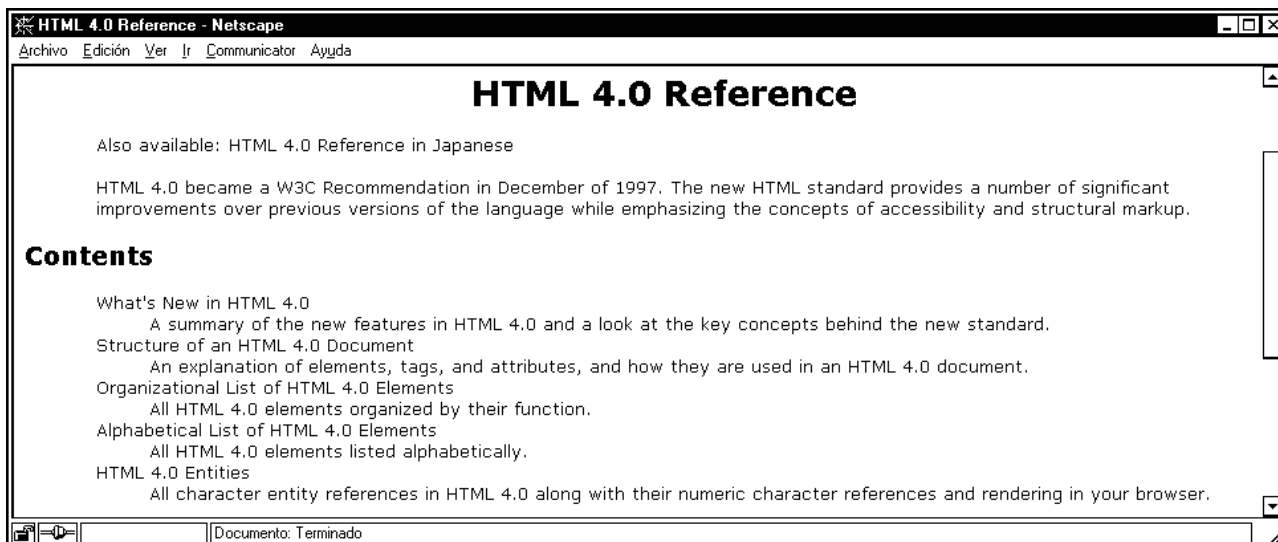 HTML 4.0 Reference - Netscape
Archivo Edición Ver Ir Communicator Ayuda
HTML 4.0 Reference
Also available: HTML 4.0 Reference in Japanese
HTML 4.0 became a W3C Recommendation in December of 1997. The new HTML standard provides a number of significant
improvements over previous versions of the language while emphasizing the concepts of accessibility and structural markup.
Contents
What's New in HTML 4.0
A summary of the new features in HTML 4.0 and a look at the key concepts behind the new standard.
Structure of an HTML 4.0 Document
An explanation of elements, tags, and attributes, and how they are used in an HTML 4.0 document.
Organizational List of HTML 4.0 Elements
All HTML 4.0 elements organized by their function.
Alphabetical List of HTML 4.0 Elements
All HTML 4.0 elements listed alphabetically.
HTML 4.0 Entities
All character entity references in HTML 4.0 along with their numeric character references and rendering in your browser.
Documento: Terminado